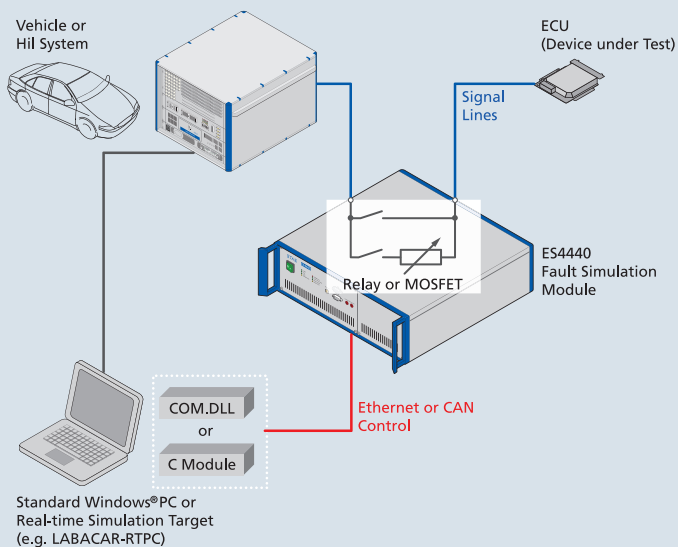 Vehicle or
Hil System
ECU
(Device under Test)
Signal
Lines
ES4440
Fault Simulation
Module
Relay or MOSFET
Ethernet or CAN
Control
COM.DLL
or
C Module
Standard Windows®PC or
Real-time Simulation Target
(e.g. LABACAR-RTPC)